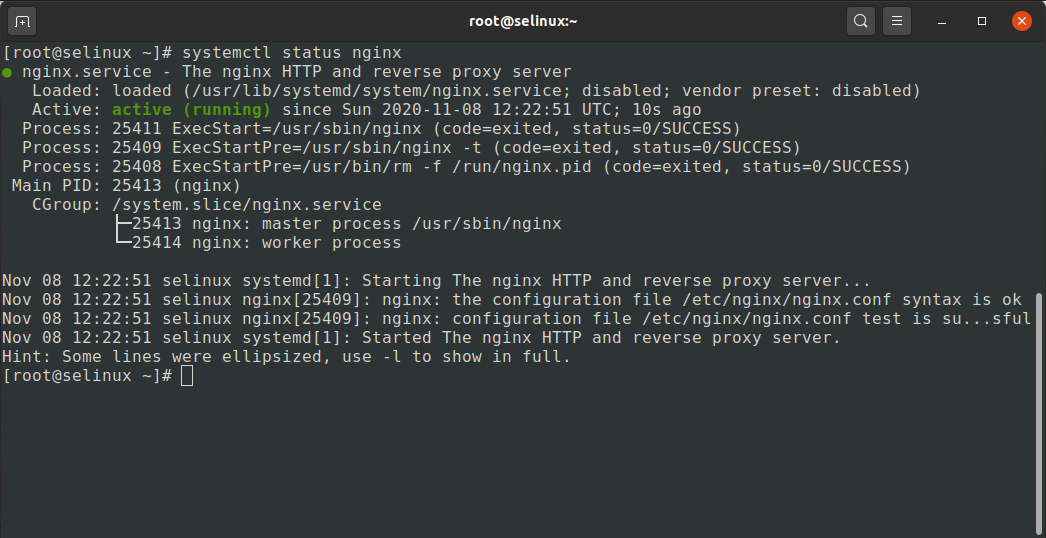 root@selinux:~
[root@selinux ~]# systemctl status nginx
● nginx.service - The nginx HTTP and reverse proxy server
   Loaded: loaded (/usr/lib/systemd/system/nginx.service; disabled; vendor preset: disabled)
   Active: active (running) since Sun 2020-11-08 12:22:51 UTC; 10s ago
  Process: 25411 ExecStart=/usr/sbin/nginx (code=exited, status=0/SUCCESS)
  Process: 25409 ExecStartPre=/usr/sbin/nginx -t (code=exited, status=0/SUCCESS)
  Process: 25408 ExecStartPre=/usr/bin/rm -f /run/nginx.pid (code=exited, status=0/SUCCESS)
 Main PID: 25413 (nginx)
   CGroup: /system.slice/nginx.service
           ├─25413 nginx: master process /usr/sbin/nginx
           └─25414 nginx: worker process
Nov 08 12:22:51 selinux systemd[1]: Starting The nginx HTTP and reverse proxy server...
Nov 08 12:22:51 selinux nginx[25409]: nginx: the configuration file /etc/nginx/nginx.conf syntax is ok
Nov 08 12:22:51 selinux nginx[25409]: nginx: configuration file /etc/nginx/nginx.conf test is su...sful
Nov 08 12:22:51 selinux systemd[1]: Started The nginx HTTP and reverse proxy server.
Hint: Some lines were ellipsized, use -l to show in full.
[root@selinux ~]#